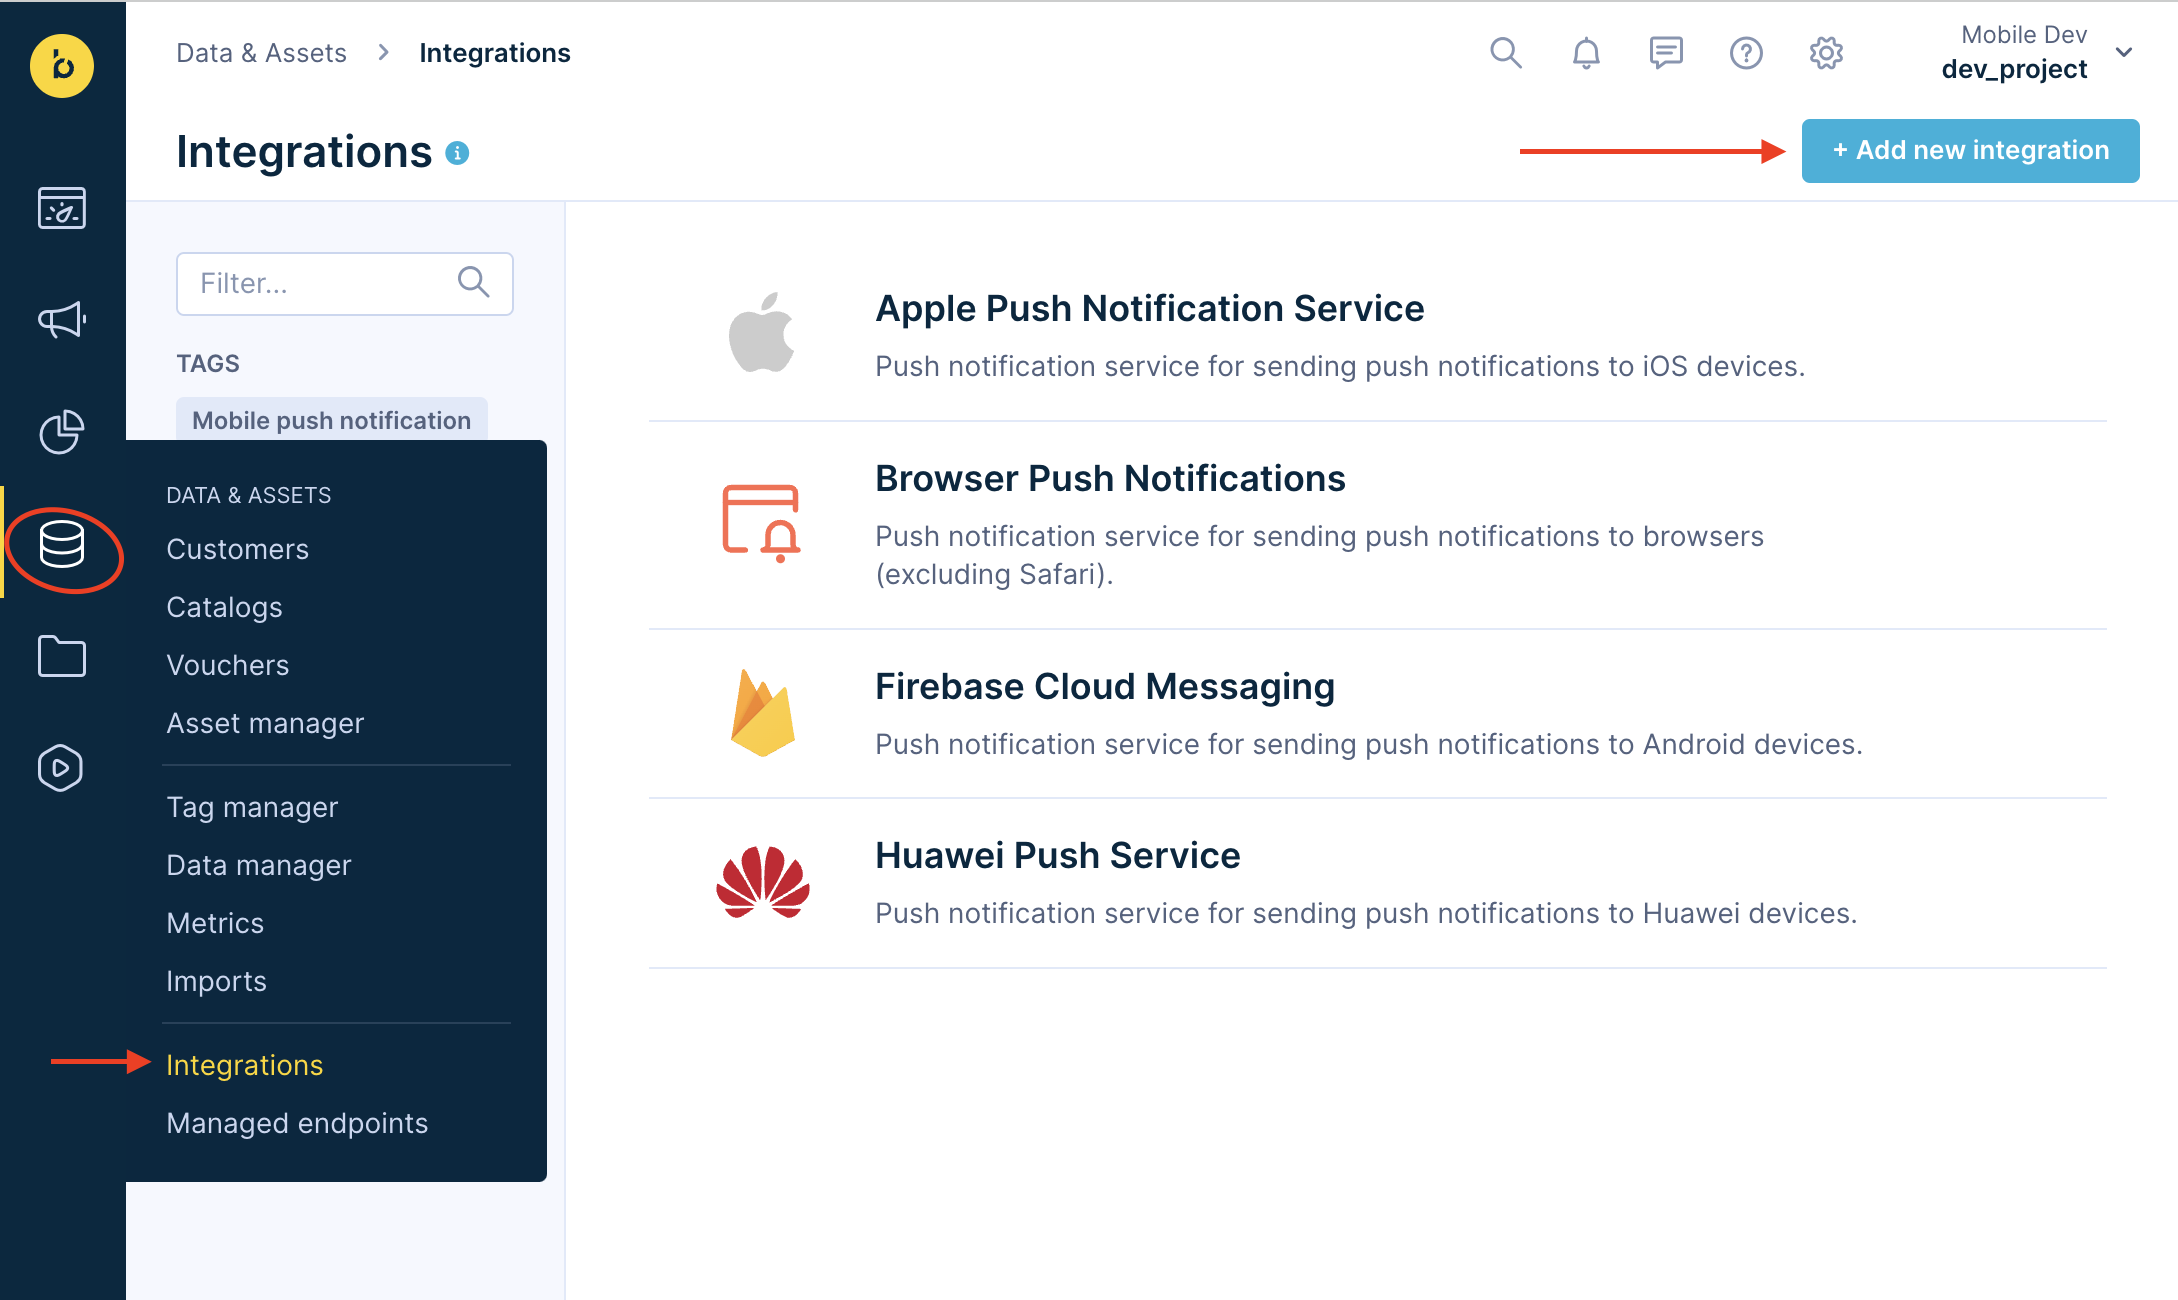 Data & Assets > Integrations
Mobile Dev
dev_project
Integrations
+ Add new integration
Filter...
TAGS
Mobile push notification
DATA & ASSETS
Customers
Catalogs
Vouchers
Asset manager
Tag manager
Data manager
Metrics
Imports
Integrations
Managed endpoints
Apple Push Notification Service
Push notification service for sending push notifications to iOS devices.
Browser Push Notifications
Push notification service for sending push notifications to browsers
(excluding Safari).
Firebase Cloud Messaging
Push notification service for sending push notifications to Android devices.
Huawei Push Service
Push notification service for sending push notifications to Huawei devices.